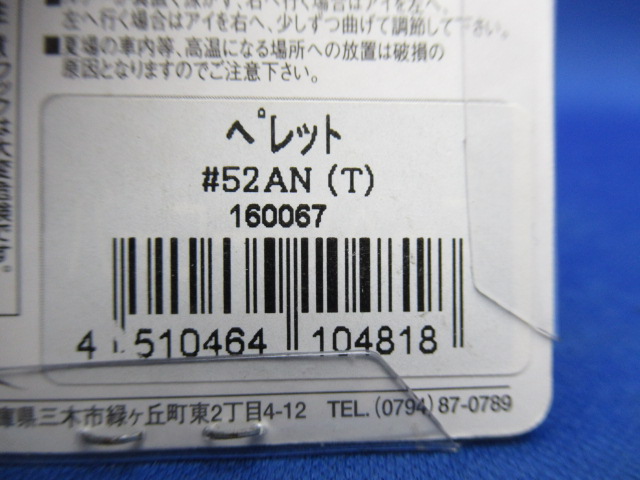 左へ行く場合はアイを右へ、少しずつ曲げて調節して下さい。
■夏場の車内等、高温になる場所への放置は破損の
原因となりますのでご注意下さい。
ペレット
#52AN (T)
160067
4 510464 104818
庫県三木市緑ヶ丘町東2丁目4-12 TEL.(0794)87-0789